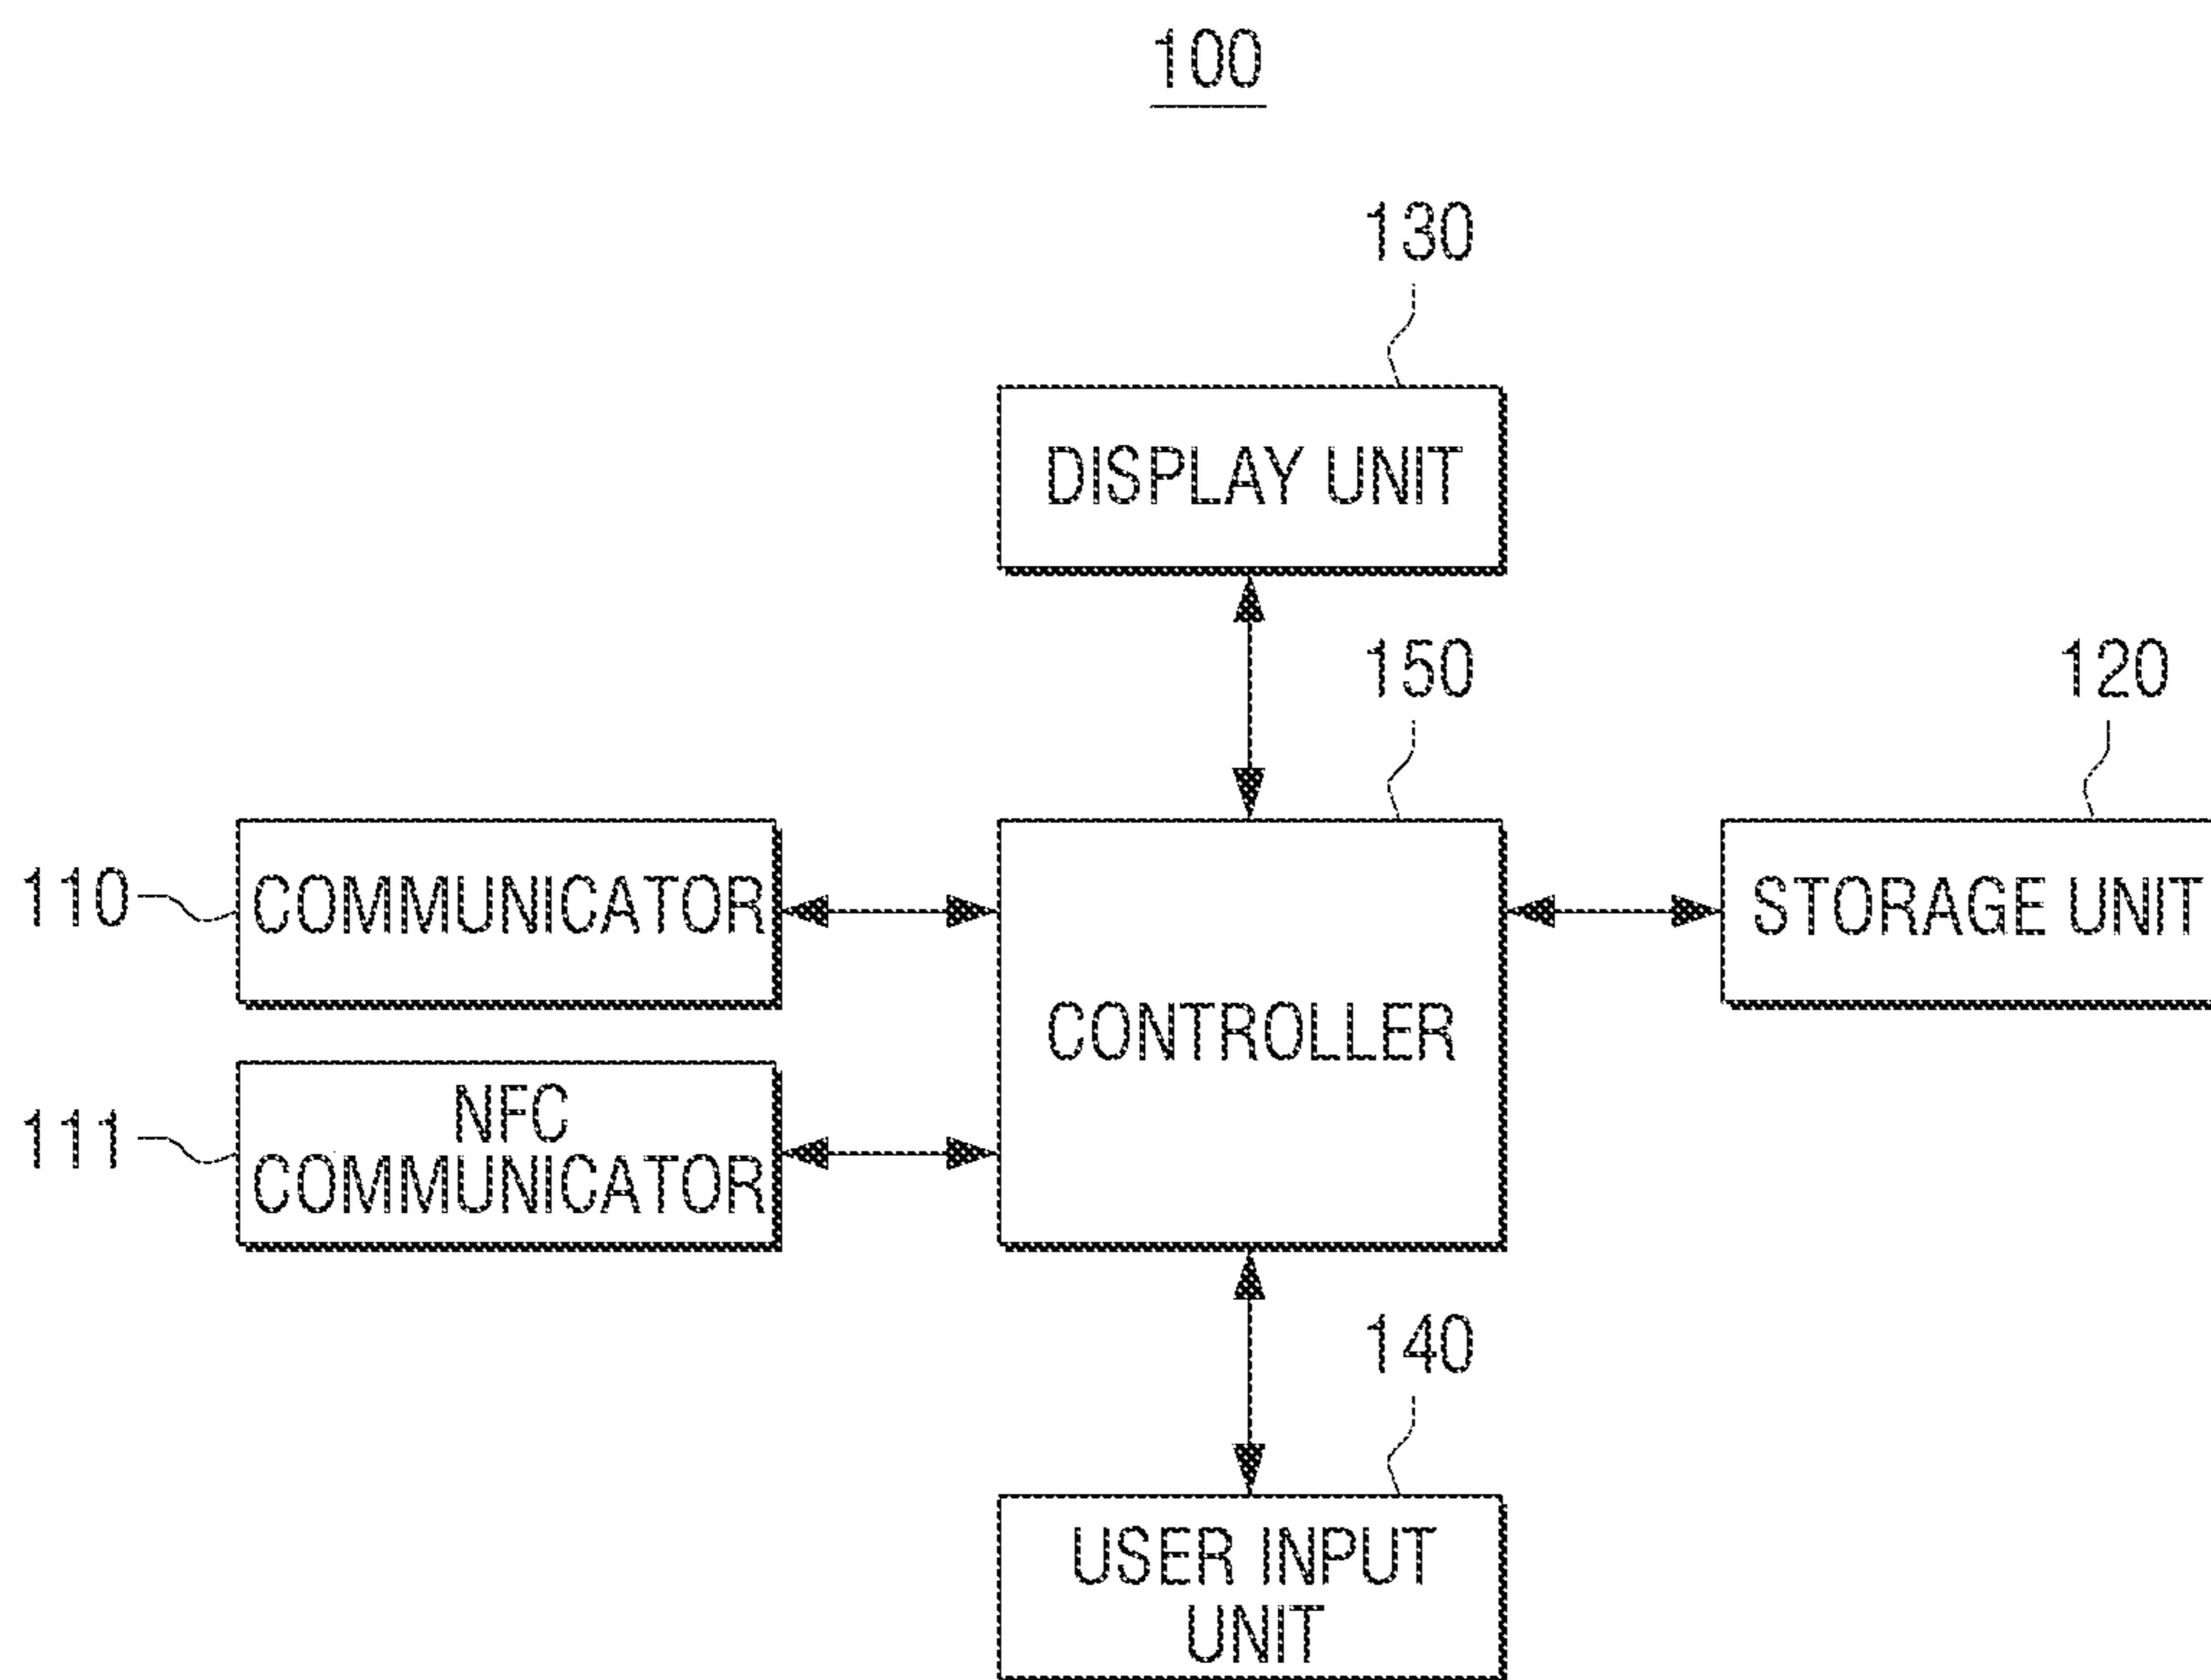 100
130
DISPLAY UNIT
150
120
110
COMMUNICATOR
STORAGE UNIT
CONTROLLER
111
NFC
COMMUNICATOR
140
USER INPUT
UNIT